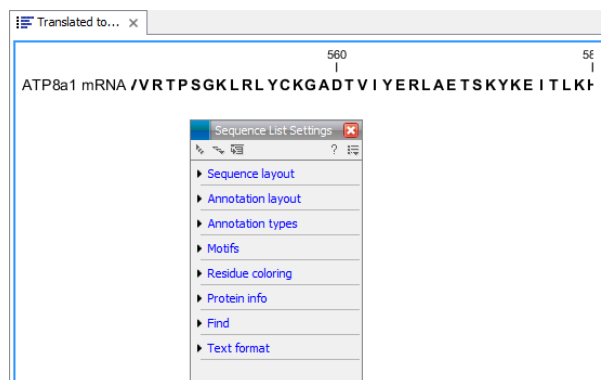 Translated to...
560
58
ATP8a1 mRNA /VRTPSGKLRLYCKGADTVIYERLAETSKYKEITLKH
Sequence List Settings
?
Sequence layout
Annotation layout
Annotation types
Motifs
Residue coloring
Protein info
Find
Text format